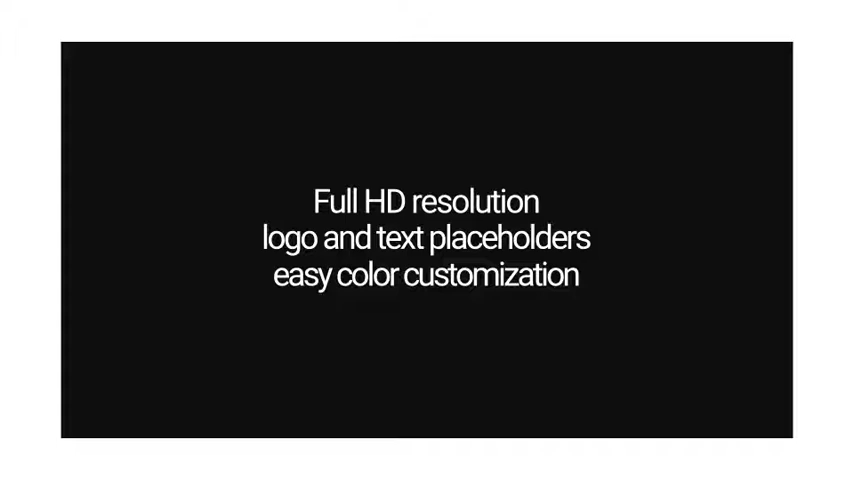 Full HD resolution
logo and text placeholders
easy color customization